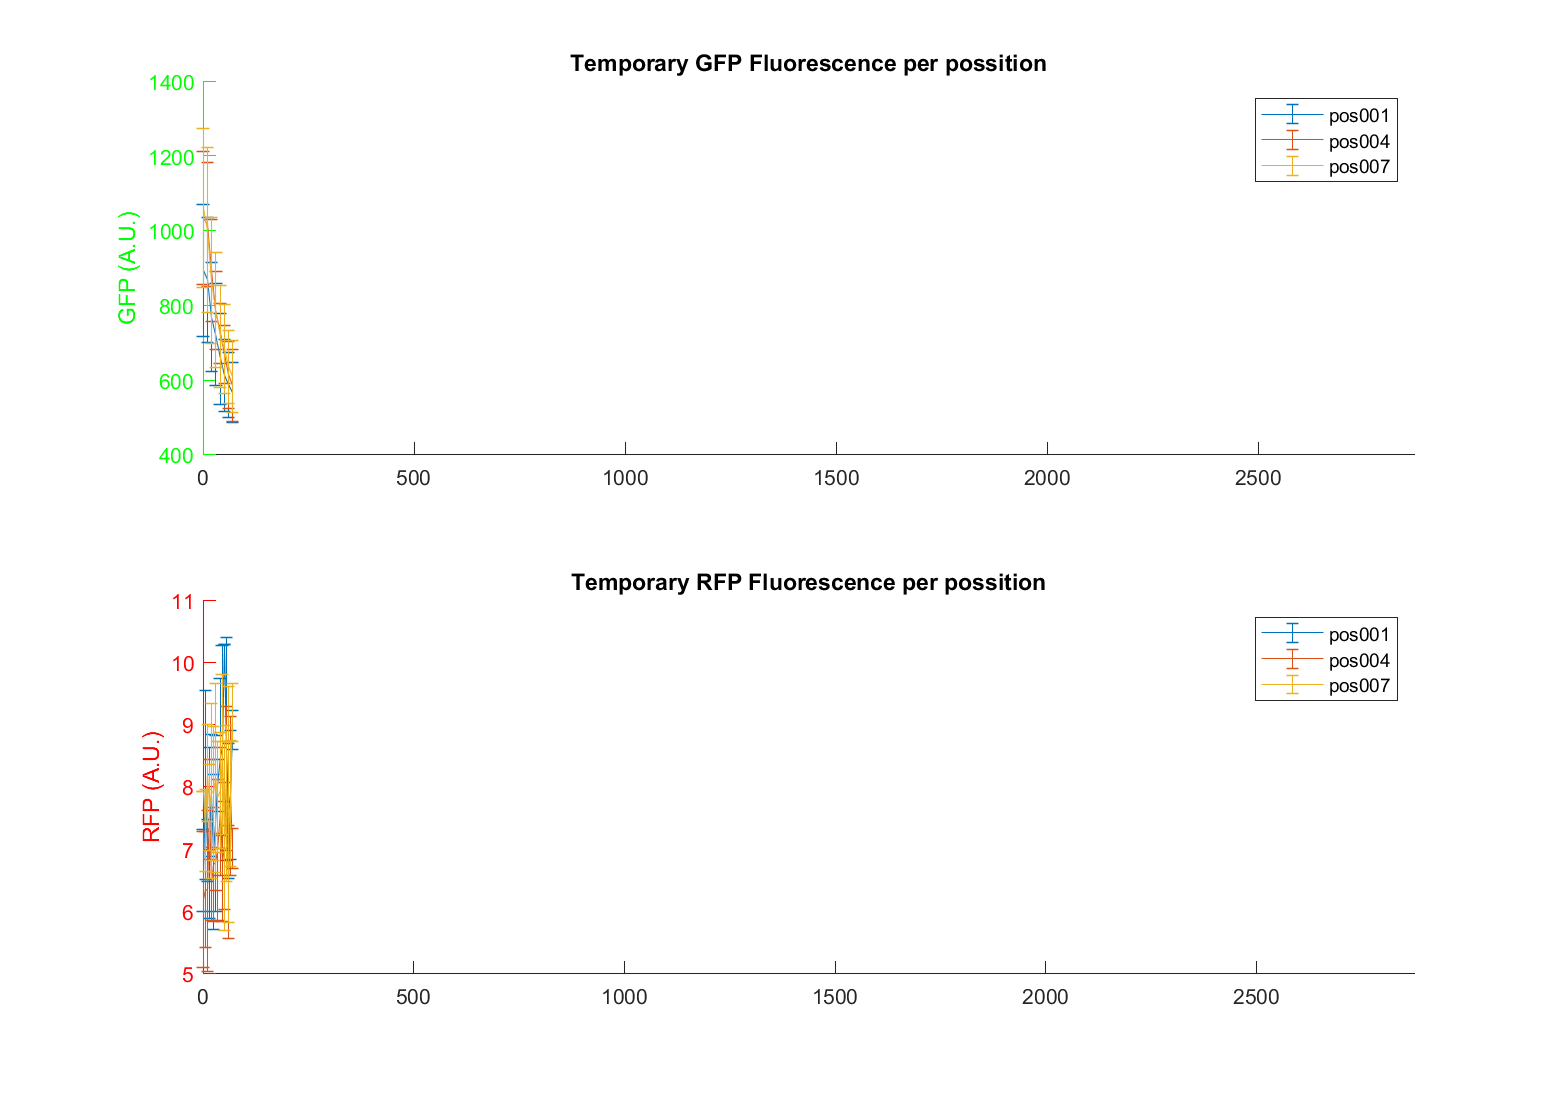 Temporary GFP Fluorescence per possition
1400
1200
1000
800
600
400
GFP (A.U.)
pos001
pos004
pos007
0 500 1000 1500 2000 2500
Temporary RFP Fluorescence per possition
11
10
9
8
7
6
5
RFP (A.U.)
pos001
pos004
pos007
0 500 1000 1500 2000 2500